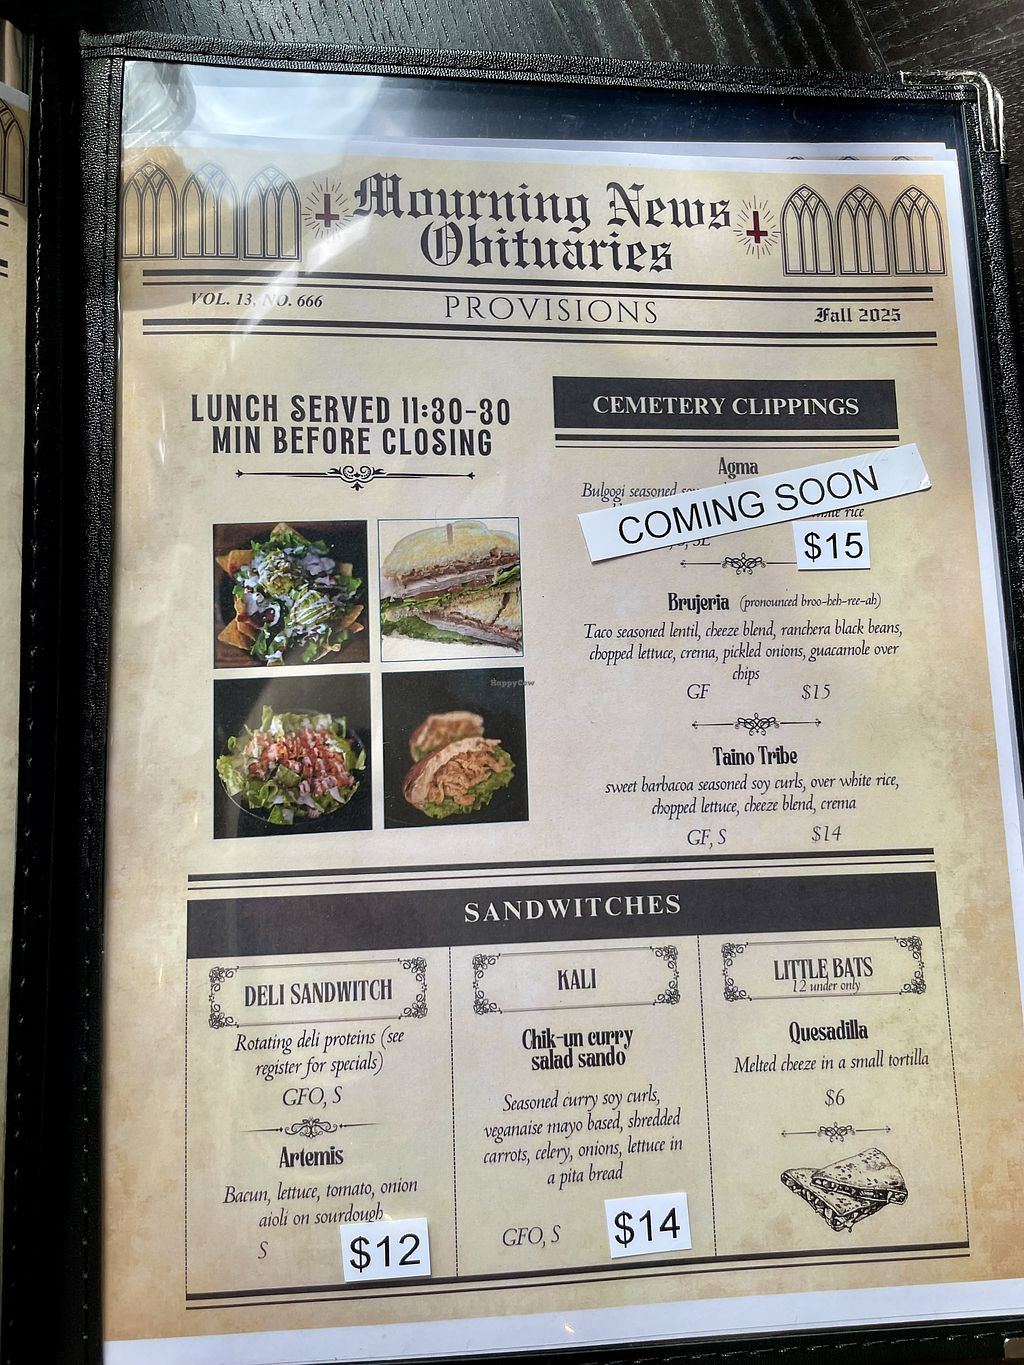 Mourning News
Obituaries
VOL. 13, NO. 666
PROVISIONS
Fall 2025
LUNCH SERVED 11:30-30
MIN BEFORE CLOSING
HappyCow
CEMETERY CLIPPINGS
Agma
Bulgogi seasoned
COMING SOON
white rice
$15
Brujeria (pronounced broo-heh-ree-ah)
Taco seasoned lentil, cheeze blend, ranchera black beans,
chopped lettuce, crema, pickled onions, guacamole over
chips
GF $15
Taino Tribe
sweet barbacoa seasoned soy curls, over white rice,
chopped lettuce, cheeze blend, crema
GF, S $14
SANDWITCHES
DELI SANDWITCH
Rotating deli proteins (see
register for specials)
GFO, S
Artemis
Bacun, lettuce, tomato, onion
aioli on sourdough
S $12
KALI
Chik-un curry
salad sando
Seasoned curry soy curls,
veganaise mayo based, shredded
carrots, celery, onions, lettuce in
a pita bread
GFO, S $14
LITTLE BATS
12 under only
Quesadilla
Melted cheeze in a small tortilla
$6